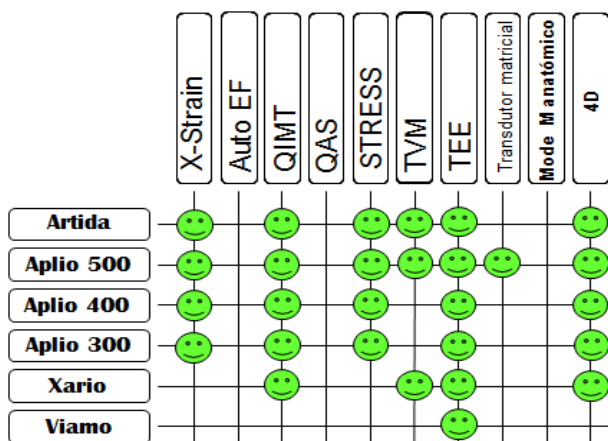 X-Strain
Auto EF
QIMT
QAS
STRESS
TVM
TEE
Transdutor matricial
Mode M anatómico
4D
Artida
Aplio 500
Aplio 400
Aplio 300
Xario
Viamo